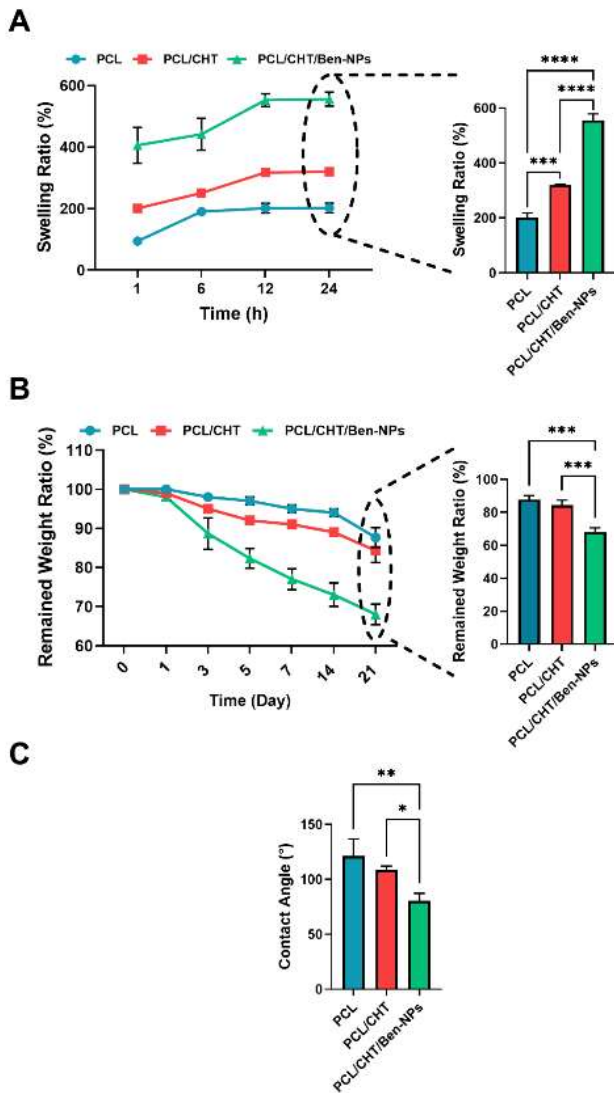 A
PCL PCL/CHT PCL/CHT/Ben-NPs
Swelling Ratio (%)
600
400
200
0
1 6 12 24
Time (h)
Swelling Ratio (%)
600
400
200
0
****
****
***
PCL
PCL/CHT
PCL/CHT/Ben-NPs
B
PCL PCL/CHT PCL/CHT/Ben-NPs
Remained Weight Ratio (%)
110
100
90
80
70
60
0 1 3 5 7 14 21
Time (Day)
Remained Weight Ratio (%)
100
80
60
40
20
0
***
***
PCL
PCL/CHT
PCL/CHT/Ben-NPs
C
Contact Angle (°)
150
100
50
0
**
*
PCL
PCL/CHT
PCL/CHT/Ben-NPs